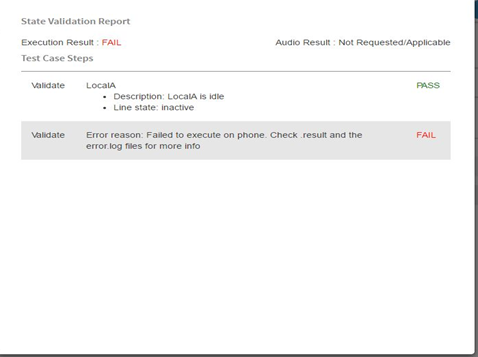 State Validation Report
Execution Result : FAIL Audio Result : Not Requested/Applicable
Test Case Steps
Validate LocalA PASS
• Description: LocalA is idle
• Line state: inactive
Validate Error reason: Failed to execute on phone. Check .result and the FAIL
error.log files for more info